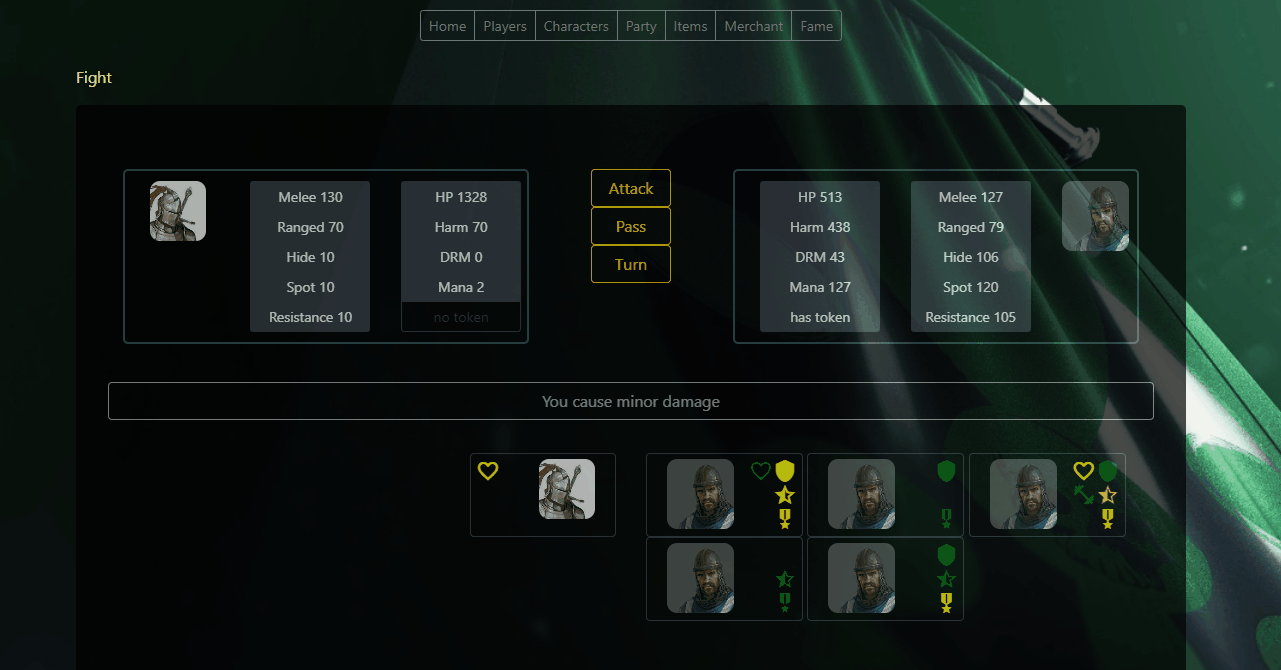 Home Players Characters Party Items Merchant Fame
Fight
Melee 130
Ranged 70
Hide 10
Spot 10
Resistance 10
HP 1328
Harm 70
DRM 0
Mana 2
no token
Attack
Pass
Turn
HP 513
Harm 438
DRM 43
Mana 127
has token
Melee 127
Ranged 79
Hide 106
Spot 120
Resistance 105
You cause minor damage